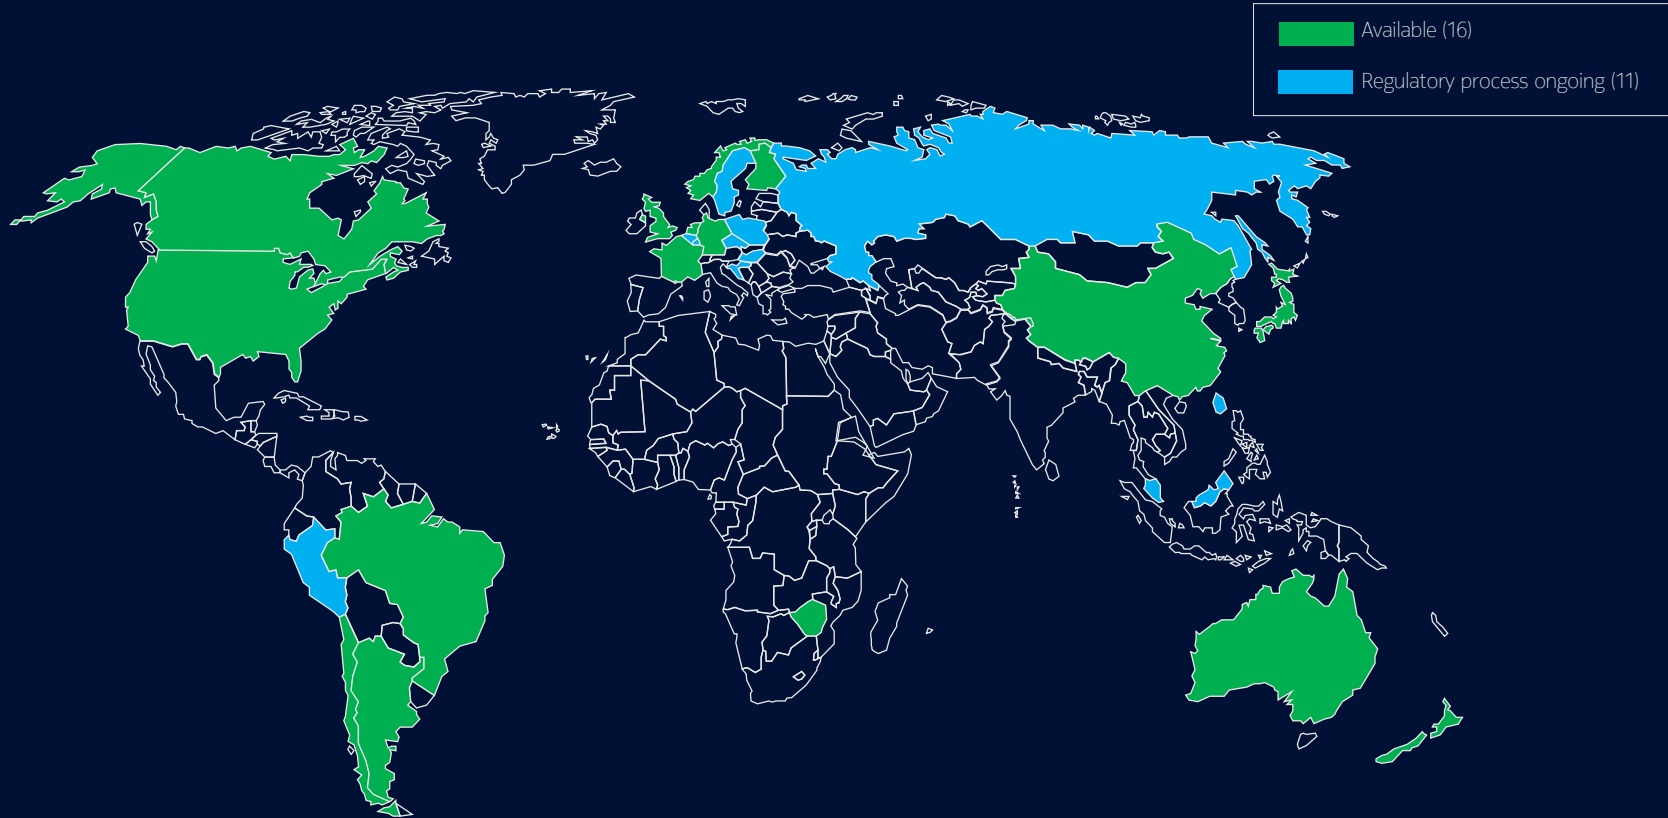 Available (16)
Regulatory process ongoing (11)